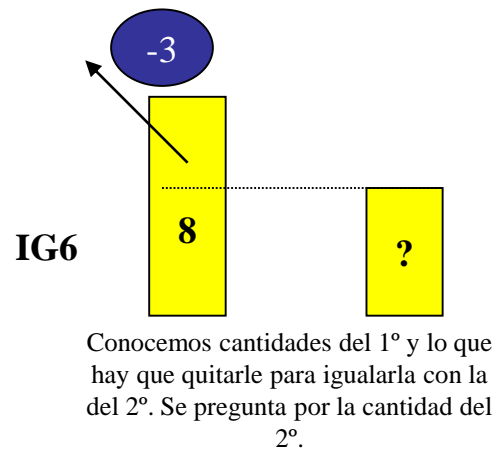 -3
8
IG6
?
Conocemos cantidades del 1º y lo que
hay que quitarle para igualarla con la
del 2º. Se pregunta por la cantidad del
2º.